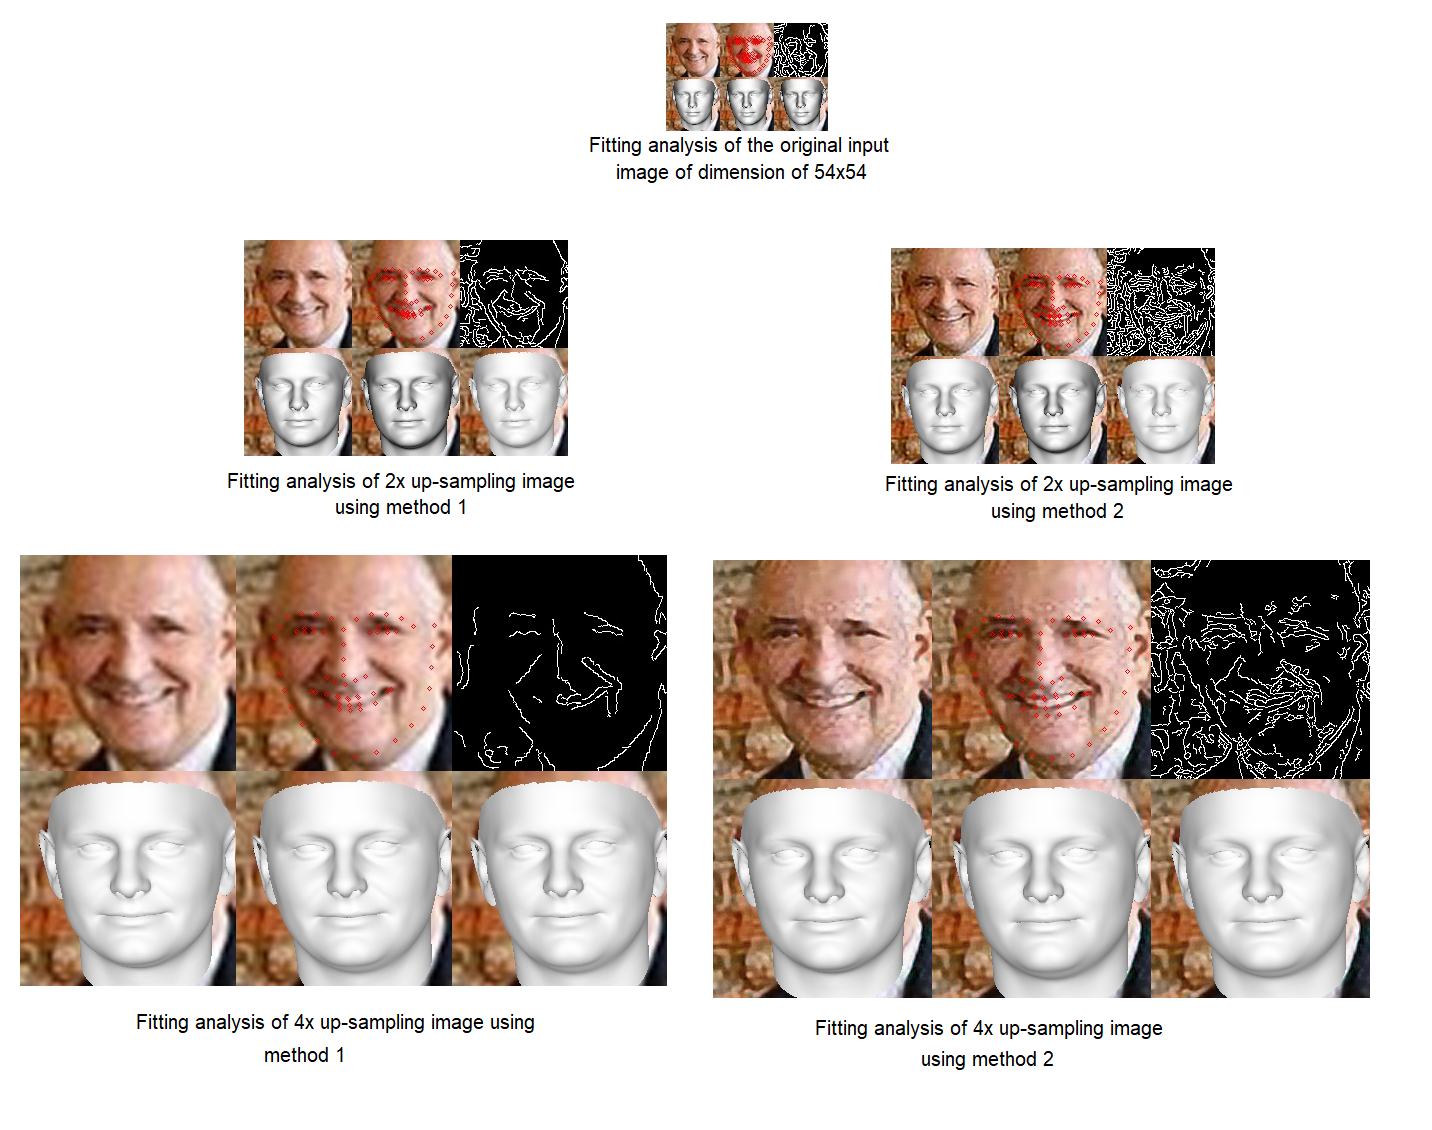 Fitting analysis of the original input
image of dimension of 54x54
Fitting analysis of 2x up-sampling image
using method 1
Fitting analysis of 2x up-sampling image
using method 2
Fitting analysis of 4x up-sampling image using
method 1
Fitting analysis of 4x up-sampling image
using method 2